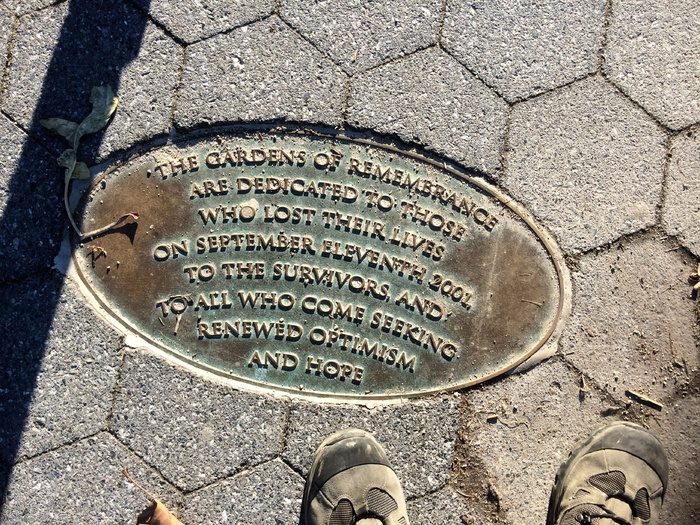 THE GARDENS OF REMEMBRANCE
ARE DEDICATED TO THOSE
WHO LOST THEIR LIVES
ON SEPTEMBER ELEVENTH 2001,
TO THE SURVIVORS, AND
TO ALL WHO COME SEEKING
RENEWED OPTIMISM
AND HOPE